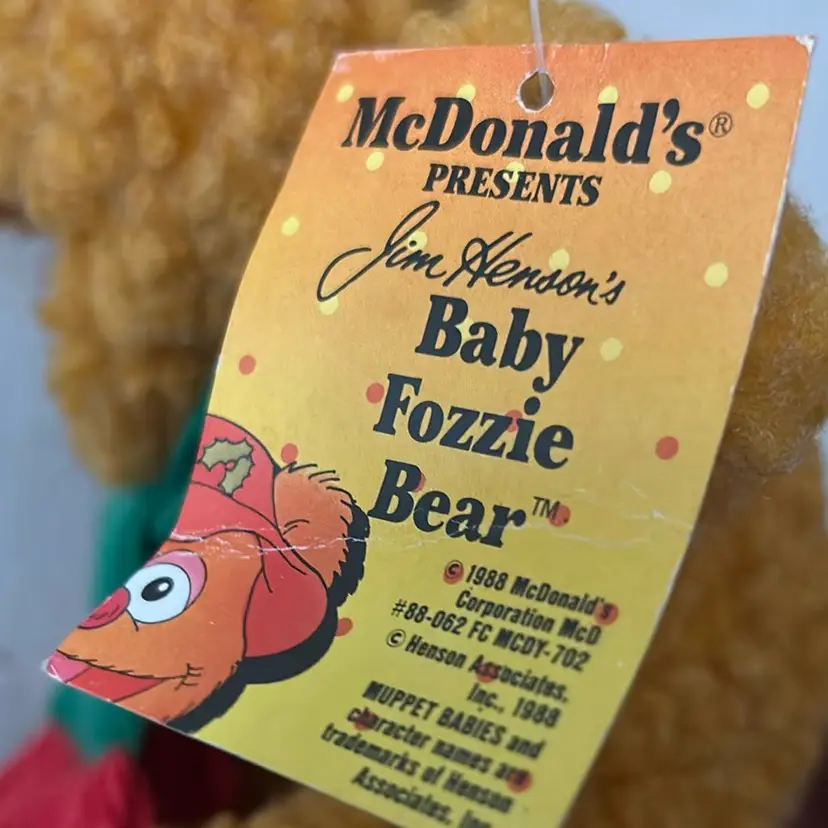 McDonald's®
PRESENTS
Jim Henson's
Baby
Fozzie
Bear™
© 1988 McDonald's
Corporation McD
#88-062 FC MCDY-702
© Henson Associates,
Inc., 1988
MUPPET BABIES and
character names are
trademarks of Henson
Associates, Inc.